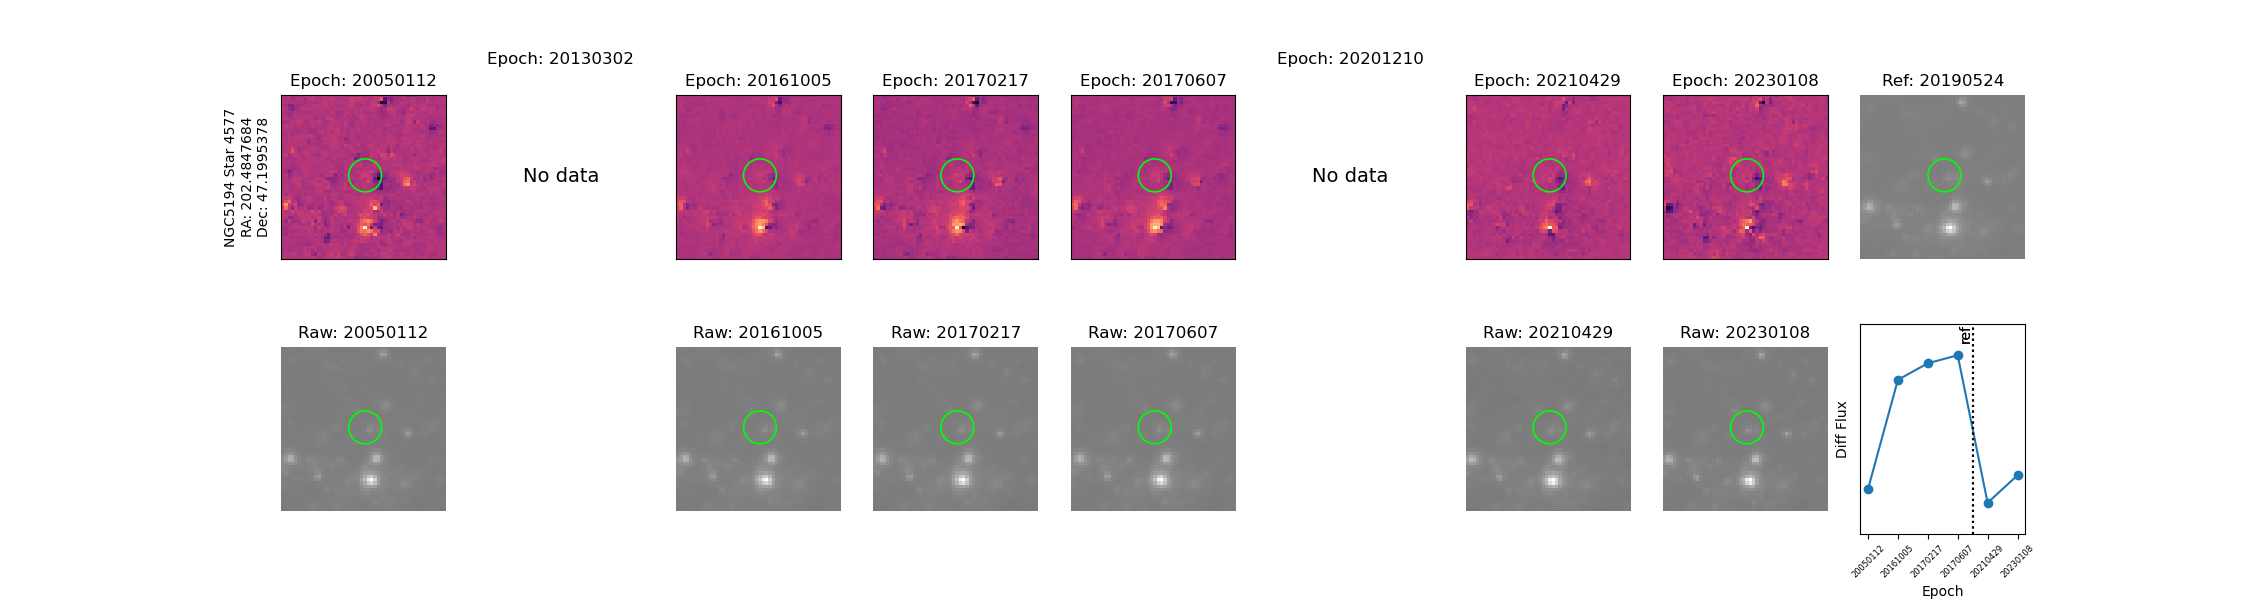 NGC5194 Star 4577
RA: 202.4847684
Dec: 47.1995378
Epoch: 20050112
Epoch: 20130302
No data
Epoch: 20161005
Epoch: 20170217
Epoch: 20170607
Epoch: 20201210
No data
Epoch: 20210429
Epoch: 20230108
Ref: 20190524
Raw: 20050112
Raw: 20161005
Raw: 20170217
Raw: 20170607
Raw: 20210429
Raw: 20230108
ref
Diff Flux
20050112
20161005
20170217
20170607
20210429
20230108
Epoch